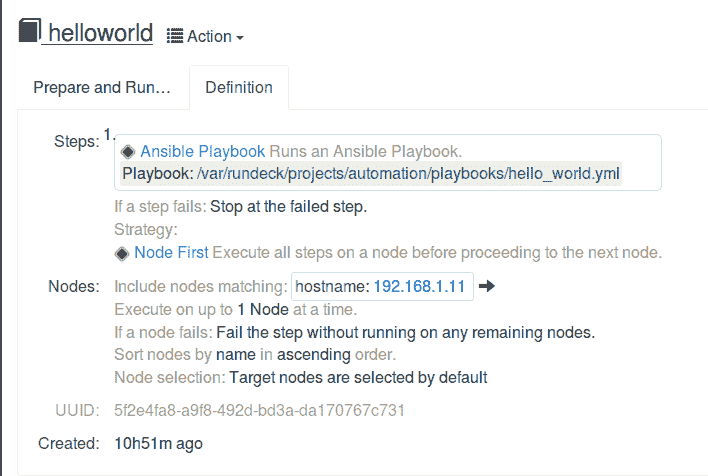 helloworld Action
Prepare and Run… Definition
Steps: 1.
Ansible Playbook Runs an Ansible Playbook.
Playbook: /var/rundeck/projects/automation/playbooks/hello_world.yml
If a step fails: Stop at the failed step.
Strategy:
Node First Execute all steps on a node before proceeding to the next node.
Nodes: Include nodes matching: hostname: 192.168.1.11
Execute on up to 1 Node at a time.
If a node fails: Fail the step without running on any remaining nodes.
Sort nodes by name in ascending order.
Node selection: Target nodes are selected by default
UUID: 5f2e4fa8-a9f8-492d-bd3a-da170767c731
Created: 10h51m ago